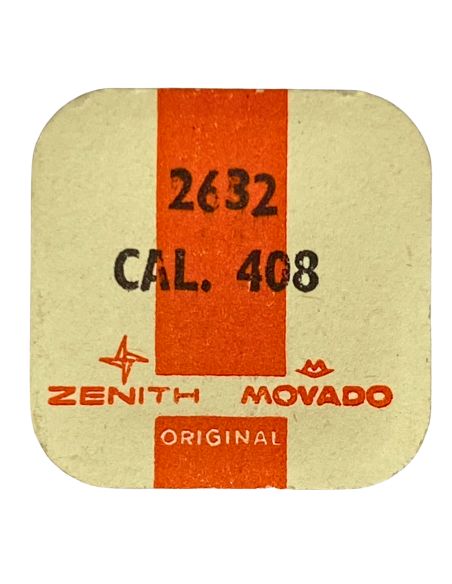 2632
CAL. 408
ZENITH MOVADO
ORIGINAL